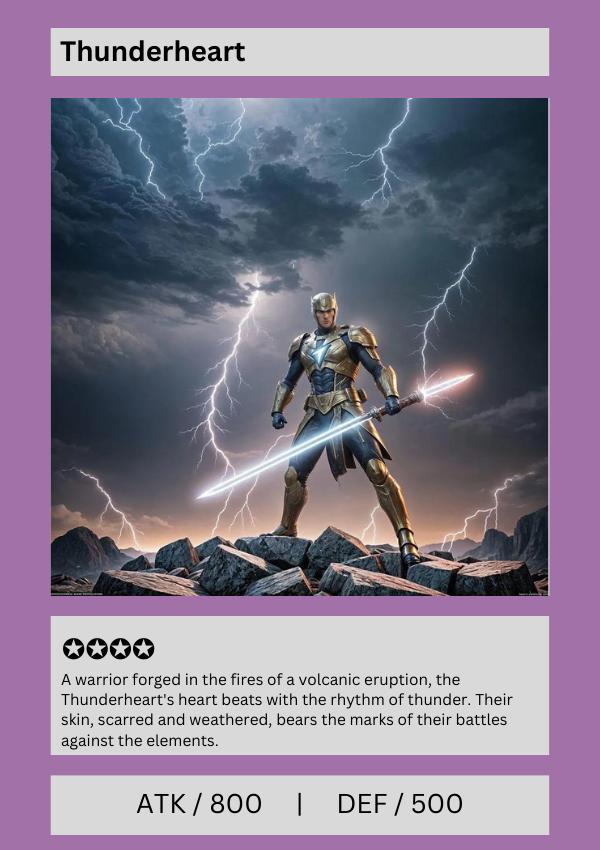 Thunderheart
✪✪✪✪
A warrior forged in the fires of a volcanic eruption, the
Thunderheart's heart beats with the rhythm of thunder. Their
skin, scarred and weathered, bears the marks of their battles
against the elements.
ATK / 800 | DEF / 500